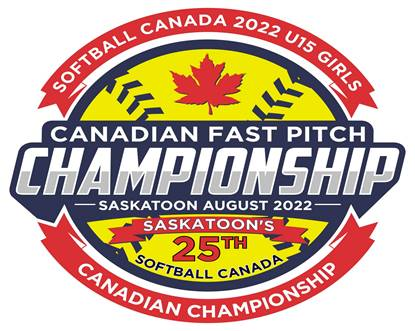 SOFTBALL CANADA 2022 U15 GIRLS
CANADIAN FAST PITCH
CHAMPIONSHIP
SASKATOON AUGUST 2022
SASKATOON'S
25TH
SOFTBALL CANADA
CANADIAN CHAMPIONSHIP